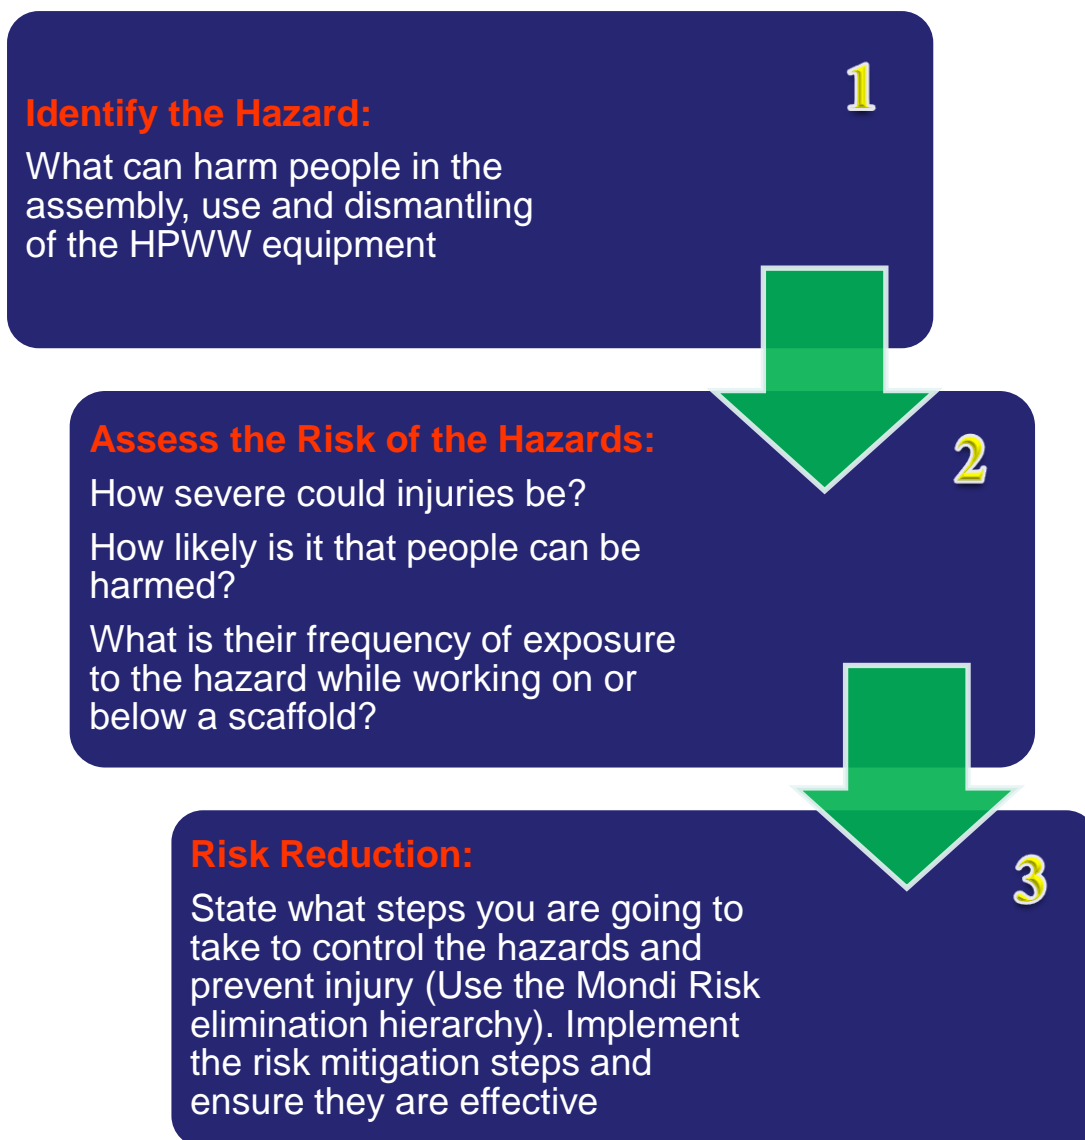 1
Identify the Hazard:
What can harm people in the
assembly, use and dismantling
of the HPWW equipment
2
Assess the Risk of the Hazards:
How severe could injuries be?
How likely is it that people can be
harmed?
What is their frequency of exposure
to the hazard while working on or
below a scaffold?
3
Risk Reduction:
State what steps you are going to
take to control the hazards and
prevent injury (Use the Mondi Risk
elimination hierarchy). Implement
the risk mitigation steps and
ensure they are effective